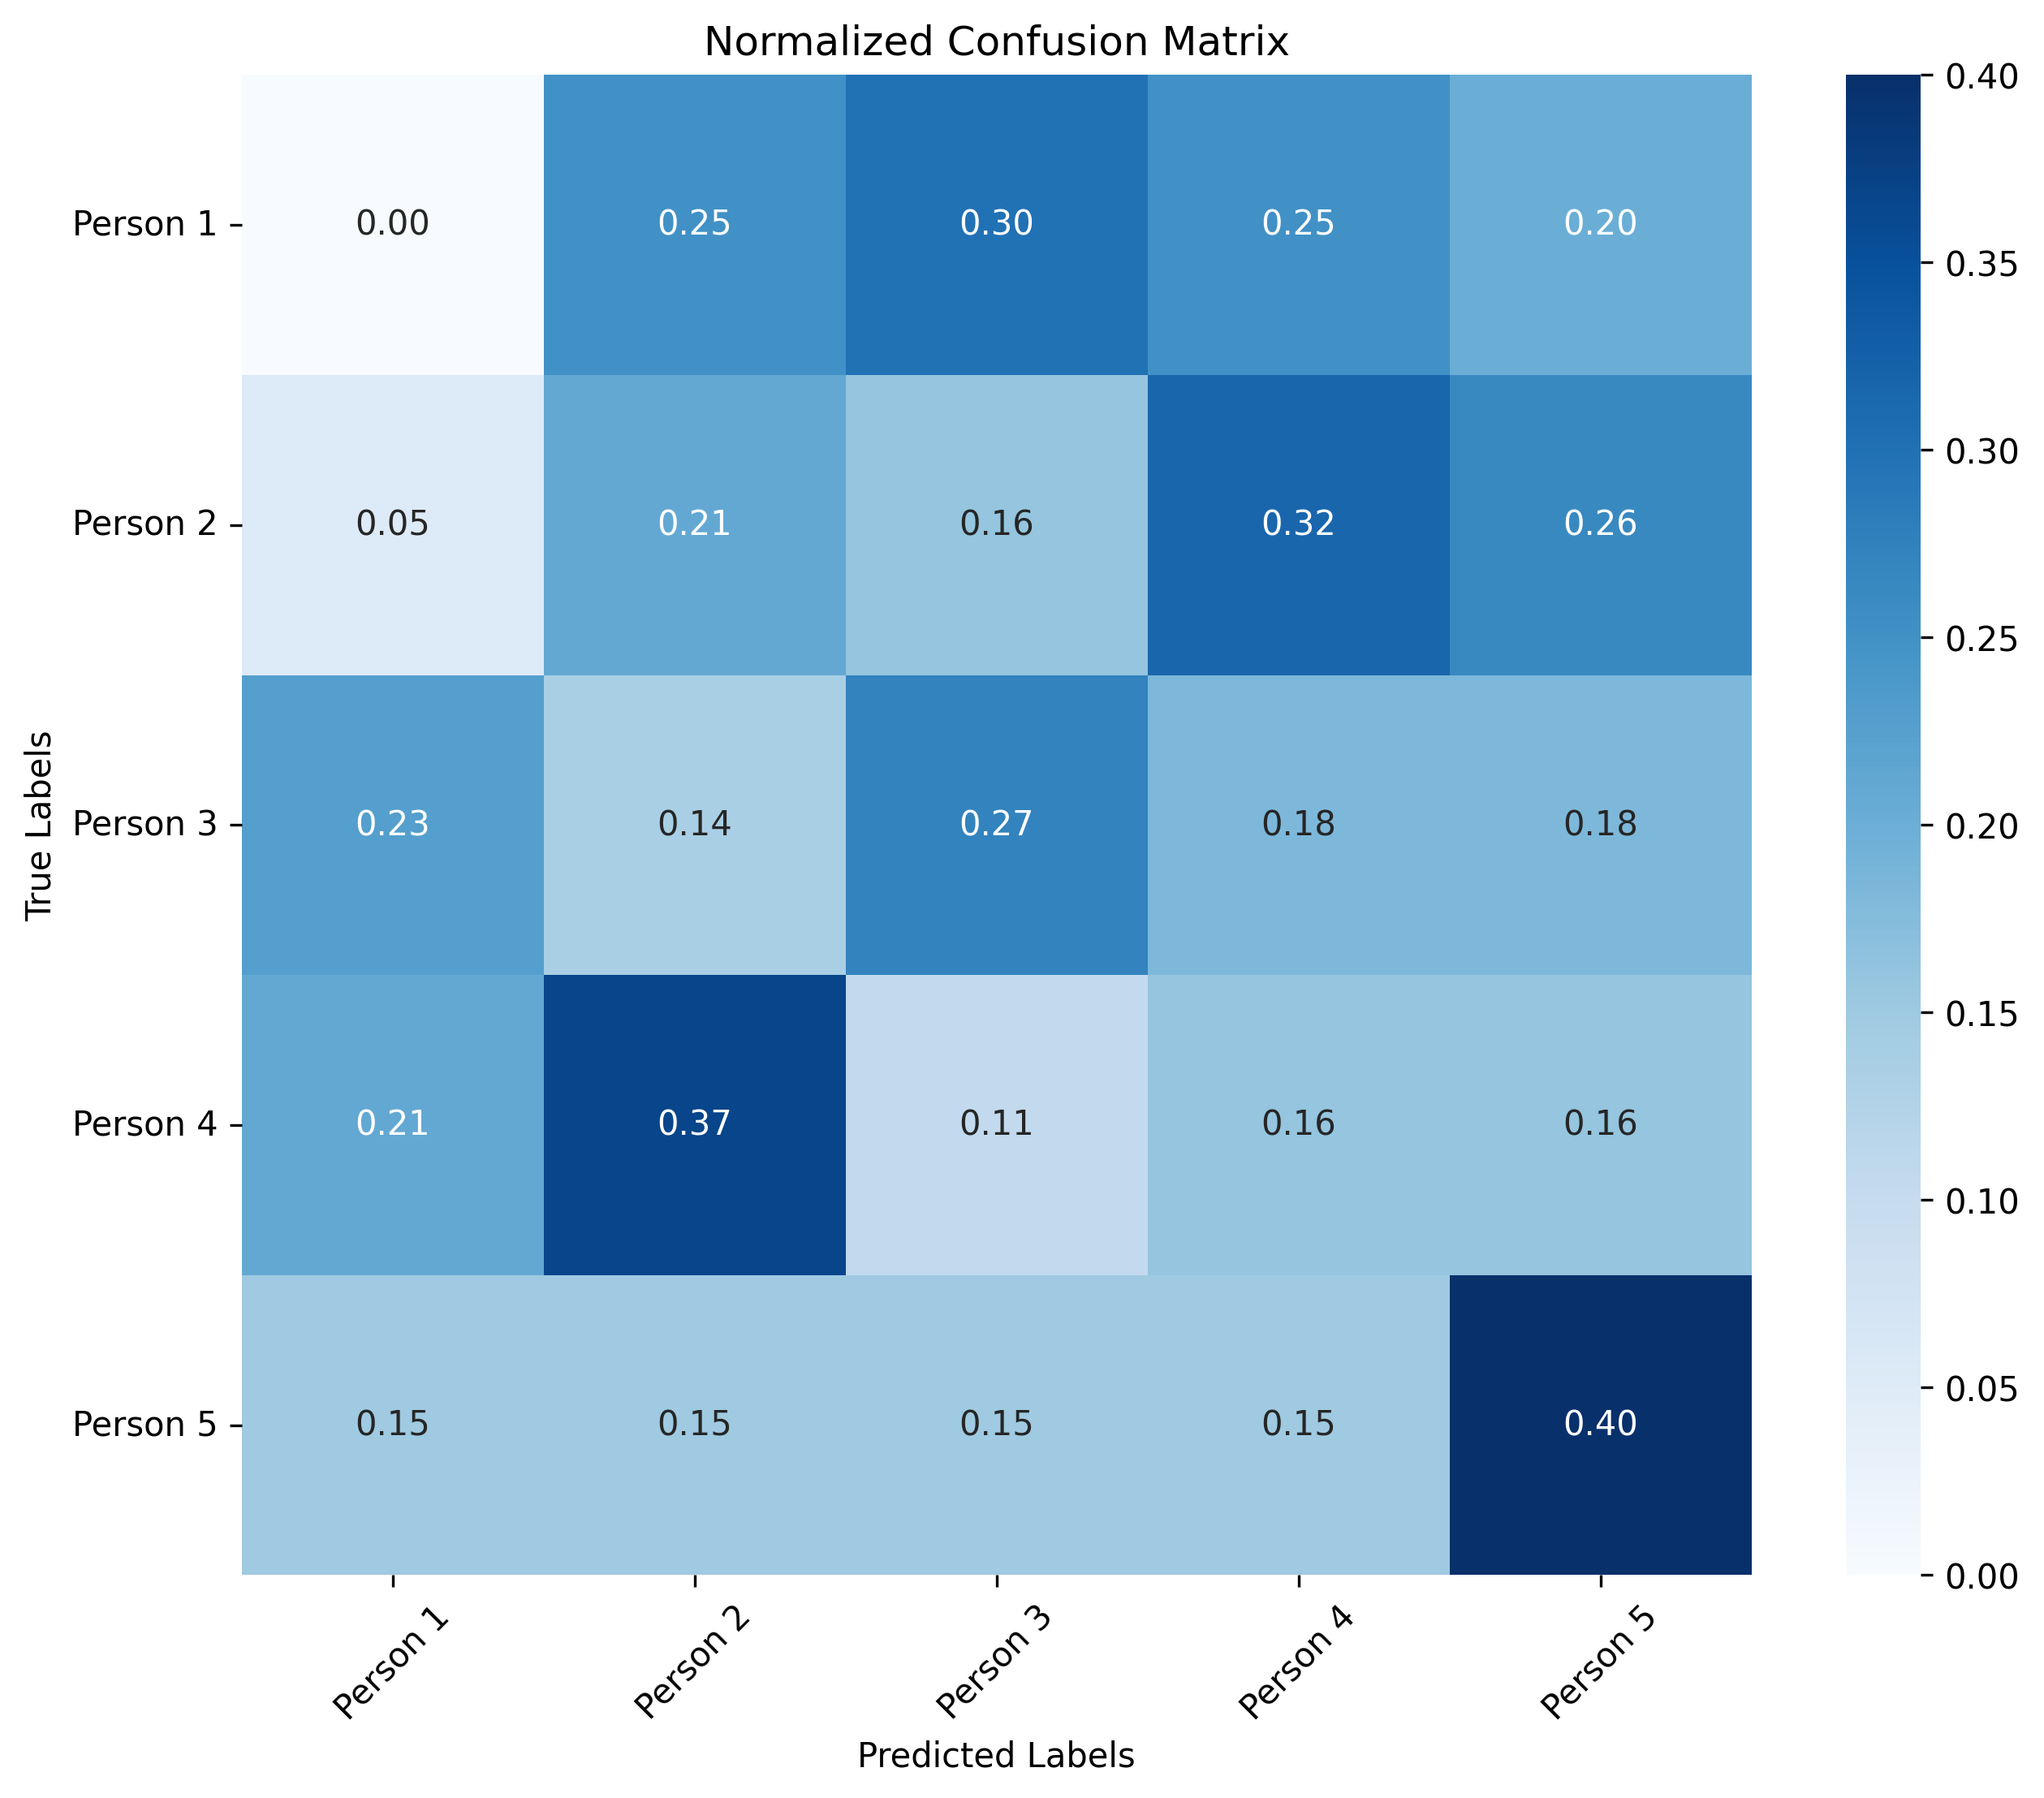 Normalized Confusion Matrix
True Labels
Person 1 0.00 0.25 0.30 0.25 0.20
Person 2 0.05 0.21 0.16 0.32 0.26
Person 3 0.23 0.14 0.27 0.18 0.18
Person 4 0.21 0.37 0.11 0.16 0.16
Person 5 0.15 0.15 0.15 0.15 0.40
Person 1 Person 2 Person 3 Person 4 Person 5
Predicted Labels
0.40
0.35
0.30
0.25
0.20
0.15
0.10
0.05
0.00